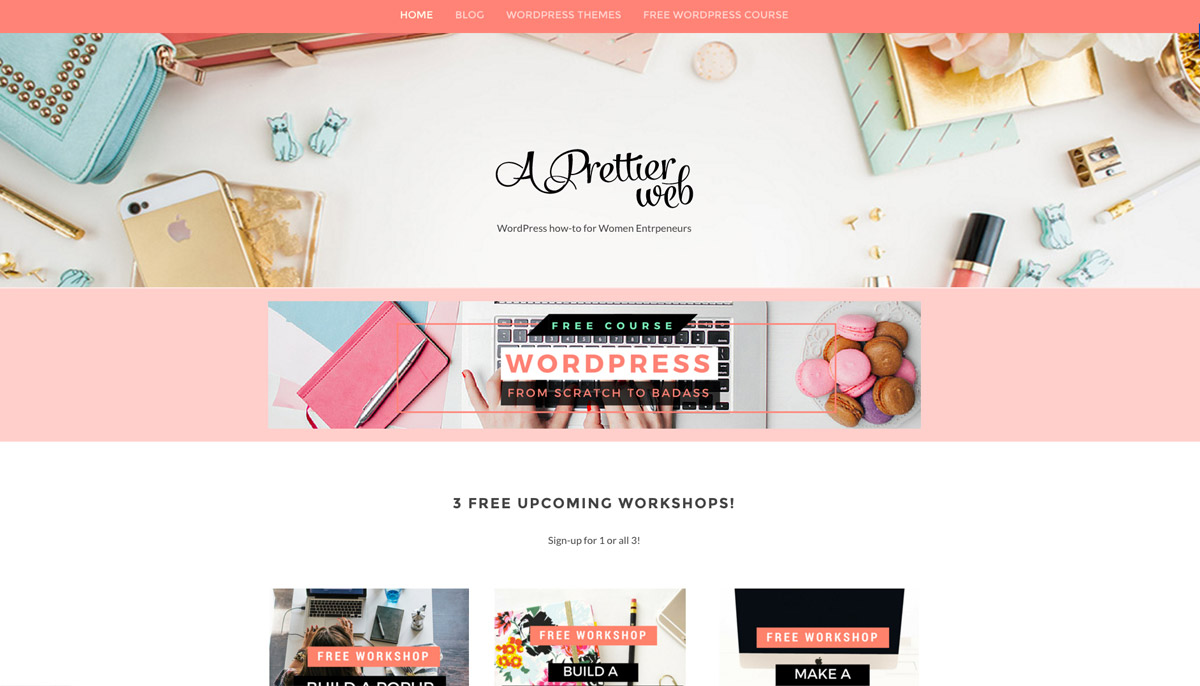 HOME BLOG WORDPRESS THEMES FREE WORDPRESS COURSE
A Prettier
web
WordPress how-to for Women Entrpeneurs
FREE COURSE
WORDPRESS
FROM SCRATCH TO BADASS
3 FREE UPCOMING WORKSHOPS!
Sign-up for 1 or all 3!
FREE WORKSHOP
BUILD A POPUP
FREE WORKSHOP
BUILD A
FREE WORKSHOP
MAKE A